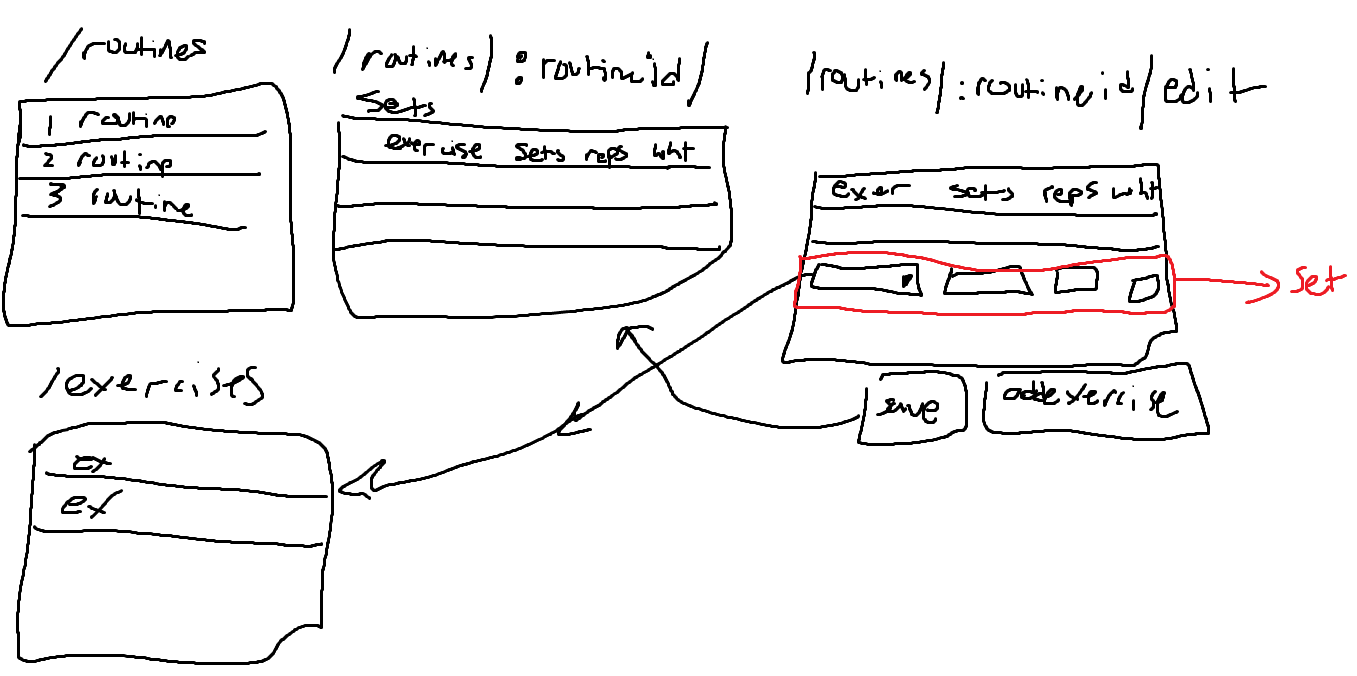 /routines
1 routine
2 routine
3 routine
/routines/:routineid/
Sets
exercise sets reps wht
/routines/:routineid/edit
exer sets reps wht
set
save
add exercise
/exercises
ex
ex